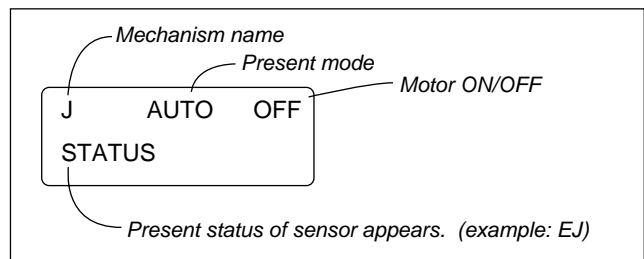 Mechanism name
Present mode
Motor ON/OFF
J AUTO OFF
STATUS
Present status of sensor appears. (example: EJ)